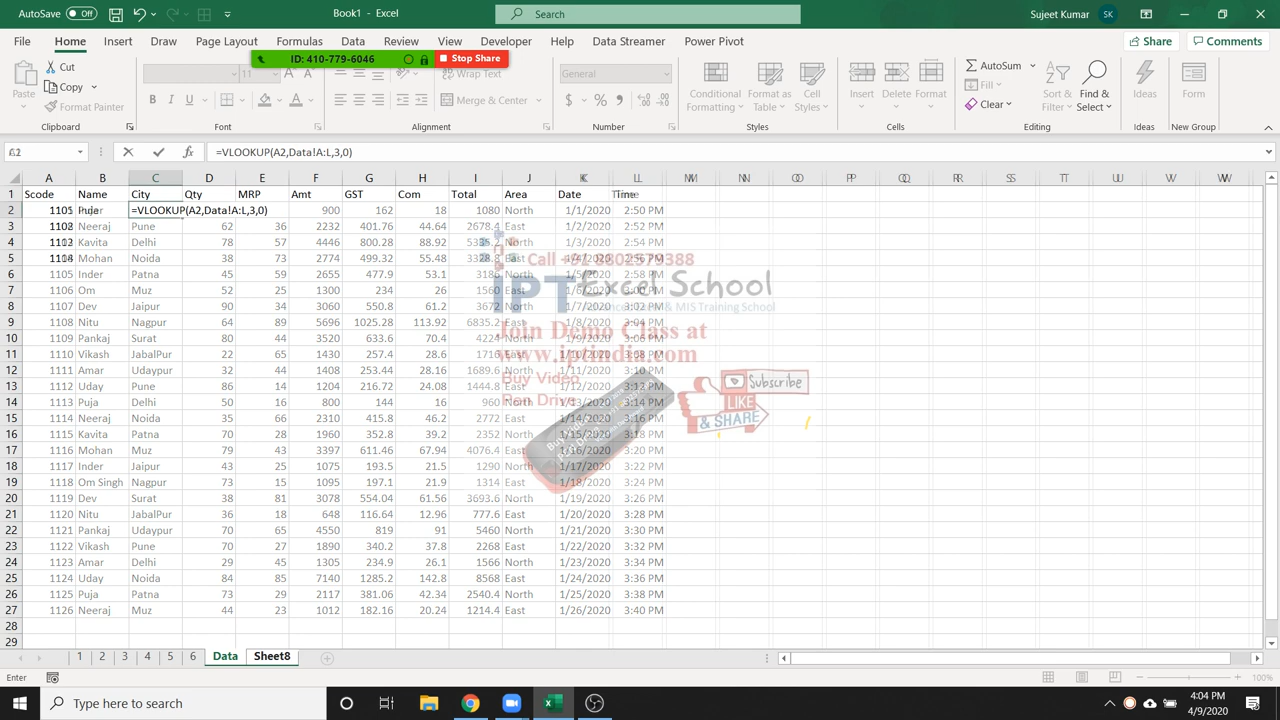 AutoSave Off Book1 - Excel Search Sujeet Kumar SK
File Home Insert Draw Page Layout Formulas Data Review View Developer Help Data Streamer Power Pivot Share Comments
ID: 410-779-6046 Stop Share
Paste Cut Copy Format Painter
11 B I U Wrap Text Merge & Center General $ %
Conditional Formatting Format as Table Cell Styles Insert Delete Format
AutoSum Fill Clear Sort & Filter Find & Select Ideas Form
Clipboard Font Alignment Number Styles Cells Editing Ideas New Group
=VLOOKUP(A2,Data!A:L,3,0)
A B C D E F G H I J K L M N O P Q R S T U V W
1 Scode Name City Qty MRP Amt GST Com Total Area Date Time
2 =VLOOKUP(A2,Data!A:L,3,0) 900 162 18 1080 North 1/1/2020 2:50 PM
3 Neeraj Pune 62 36 2232 401.76 44.64 2678.4 East 1/2/2020 2:52 PM
4 Kavita Delhi 78 57 4446 800.28 88.92 5335.2 North 1/3/2020 2:54 PM
5 Mohan Noida 38 73 2774 499.32 55.48 3328.8 East 1/4/2020 2:56 PM
6 1105 Inder Patna 45 59 2655 477.9 53.1 3186 North 1/5/2020 2:58 PM
7 1106 Om Muz 52 25 1300 234 26 1560 East 1/6/2020 3:00 PM
8 1107 Dev Jaipur 90 34 3060 550.8 61.2 3672 North 1/7/2020 3:02 PM
9 1108 Nitu Nagpur 64 89 5696 1025.28 113.92 6835.2 East 1/8/2020 3:04 PM
10 1109 Pankaj Surat 80 44 3520 633.6 70.4 4224 North 1/9/2020 3:06 PM
11 1110 Vikash JabalPur 22 65 1430 257.4 28.6 1716 East 1/10/2020 3:08 PM
12 1111 Amar Udaypur 32 44 1408 253.44 28.16 1689.6 East 1/11/2020 3:10 PM
13 1112 Uday Pune 86 14 1204 216.72 24.08 1444.8 East 1/12/2020 3:12 PM
14 1113 Puja Delhi 50 16 800 144 16 960 North 1/13/2020 3:14 PM
15 1114 Neeraj Noida 35 66 2310 415.8 46.2 2772 East 1/14/2020 3:16 PM
16 1115 Kavita Patna 70 28 1960 352.8 39.2 2352 North 1/15/2020 3:18 PM
17 1116 Mohan Muz 79 43 3397 611.46 67.94 4076.4 East 1/16/2020 3:20 PM
18 1117 Inder Jaipur 43 25 1075 193.5 21.5 1290 North 1/17/2020 3:22 PM
19 1118 Om Singh Nagpur 73 15 1095 197.1 21.9 1314 East 1/18/2020 3:24 PM
20 1119 Dev Surat 38 81 3078 554.04 61.56 3693.6 North 1/19/2020 3:26 PM
21 1120 Nitu JabalPur 36 18 648 116.64 12.96 777.6 East 1/20/2020 3:28 PM
22 1121 Pankaj Udaypur 70 65 4550 819 91 5460 North 1/21/2020 3:30 PM
23 1122 Vikash Pune 70 27 1890 340.2 37.8 2268 East 1/22/2020 3:32 PM
24 1123 Amar Delhi 29 45 1305 234.9 26.1 1566 North 1/23/2020 3:34 PM
25 1124 Uday Noida 84 85 7140 1285.2 142.8 8568 East 1/24/2020 3:36 PM
26 1125 Puja Patna 73 29 2117 381.06 42.34 2540.4 North 1/25/2020 3:38 PM
27 1126 Neeraj Muz 44 23 1012 182.16 20.24 1214.4 East 1/26/2020 3:40 PM
28
29
IPT Excel School
Join Demo Class at
www.iptindia.com
Buy Video
Pen Drive
Subscribe
LIKE
& SHARE
1 2 3 4 5 6 Data Sheet8
Enter 100%
Type here to search 4:04 PM
4/9/2020